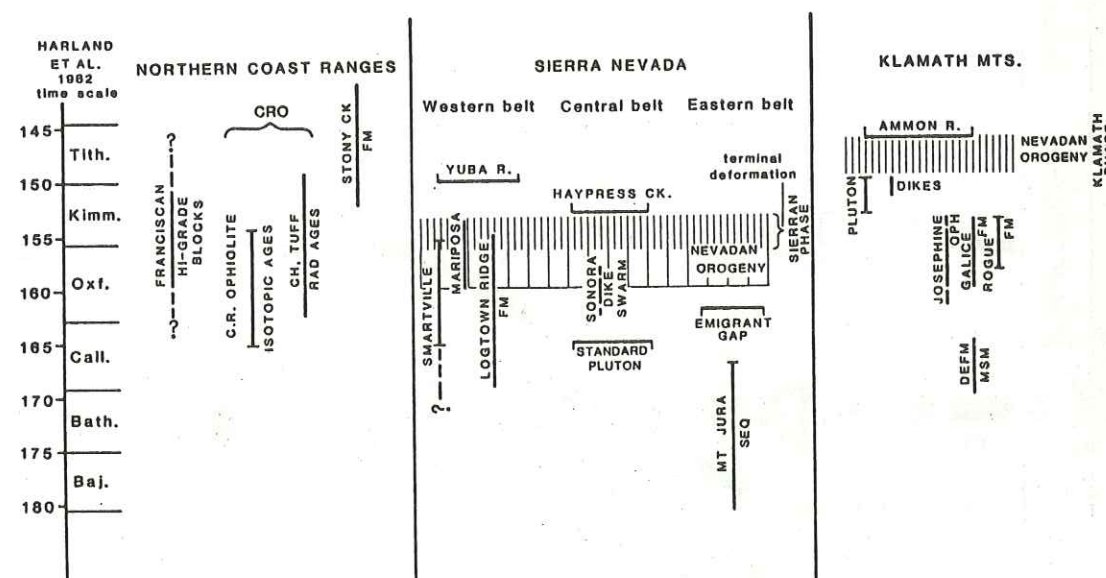 HARLAND
ET AL.
1982
time scale
145
150
155
160
165
170
175
180
Tith.
Kimm.
Oxf.
Call.
Bath.
Baj.
NORTHERN COAST RANGES
?
FRANCISCAN
HI-GRADE
BLOCKS
?
CRO
C.R. OPHIOLITE
ISOTOPIC AGES
CH, TUFF
RAD AGES
STONY CK
FM
SIERRA NEVADA
Western belt
Central belt
Eastern belt
YUBA R.
HAYPRESS CK.
terminal
deformation
SIERRAN
PHASE
SMARTVILLE
?
MARIPOSA
LOGTOWN RIDGE
FM
SONORA
DIKE
SWARM
NEVADAN
OROGENY
STANDARD
PLUTON
EMIGRANT
GAP
MT JURA
SEQ
KLAMATH MTS.
AMMON R.
NEVADAN
OROGENY
KLAMATH
PLUTON
DIKES
JOSEPHINE
OPH
GALICE
FM
ROGUE
FM
DEFM
MSM